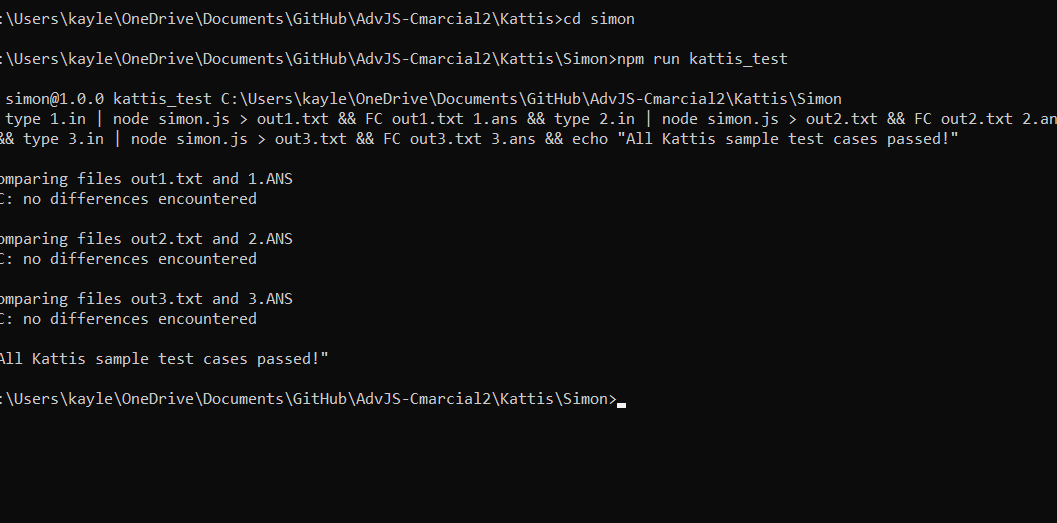 :\Users\kayle\OneDrive\Documents\GitHub\AdvJS-Cmarcial2\Kattis>cd simon
:\Users\kayle\OneDrive\Documents\GitHub\AdvJS-Cmarcial2\Kattis\Simon>npm run kattis_test
simon@1.0.0 kattis_test C:\Users\kayle\OneDrive\Documents\GitHub\AdvJS-Cmarcial2\Kattis\Simon
type 1.in | node simon.js > out1.txt && FC out1.txt 1.ans && type 2.in | node simon.js > out2.txt && FC out2.txt 2.an
&& type 3.in | node simon.js > out3.txt && FC out3.txt 3.ans && echo "All Kattis sample test cases passed!"
omparing files out1.txt and 1.ANS
C: no differences encountered
omparing files out2.txt and 2.ANS
C: no differences encountered
omparing files out3.txt and 3.ANS
C: no differences encountered
All Kattis sample test cases passed!"
:\Users\kayle\OneDrive\Documents\GitHub\AdvJS-Cmarcial2\Kattis\Simon>